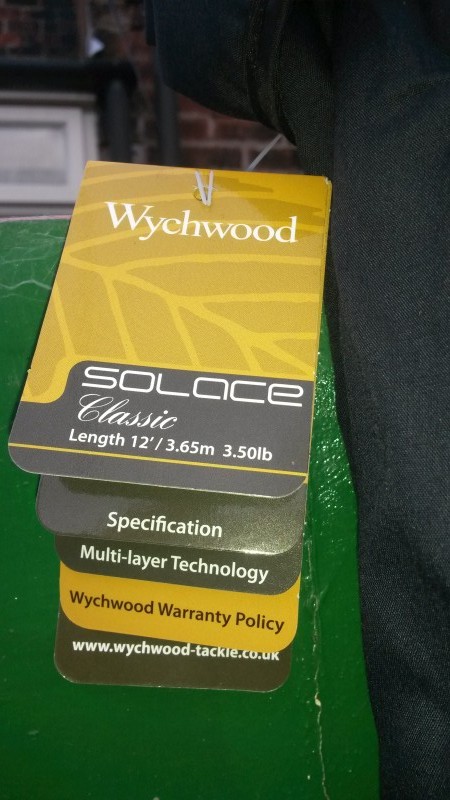 Wychwood
SOLACE
Classic
Length 12'/ 3.65m 3.50lb
Specification
Multi-layer Technology
Wychwood Warranty Policy
www.wychwood-tackle.co.uk